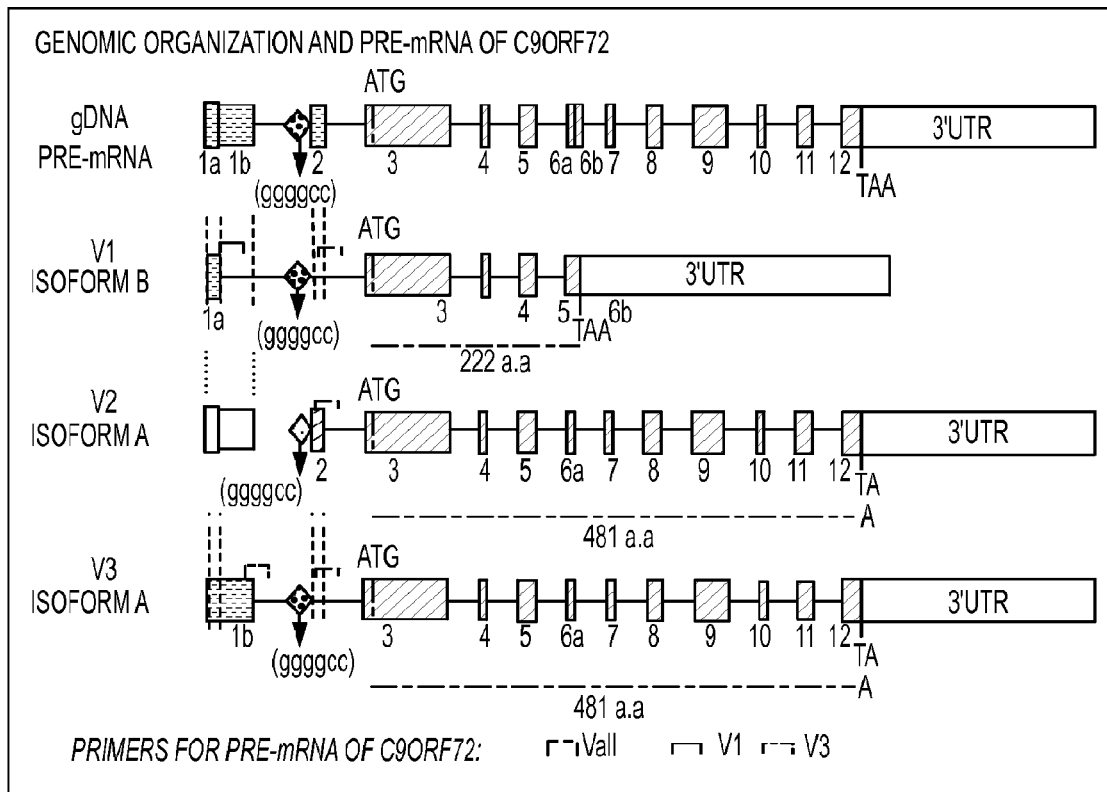 GENOMIC ORGANIZATION AND PRE-mRNA OF C9ORF72
ATG
gDNA
PRE-mRNA
3'UTR
1a 1b 2 3 4 5 6a 6b 7 8 9 10 11 12
TAA
(ggggcc)
V1
ISOFORM B
ATG
3'UTR
1a 3 4 5 6b
TAA
(ggggcc)
222 a.a
V2
ISOFORM A
ATG
3'UTR
2 3 4 5 6a 7 8 9 10 11 12
TA
A
(ggggcc)
481 a.a
V3
ISOFORM A
ATG
3'UTR
1b 3 4 5 6a 7 8 9 10 11 12
TA
A
(ggggcc)
481 a.a
PRIMERS FOR PRE-mRNA OF C9ORF72: Vall V1 V3